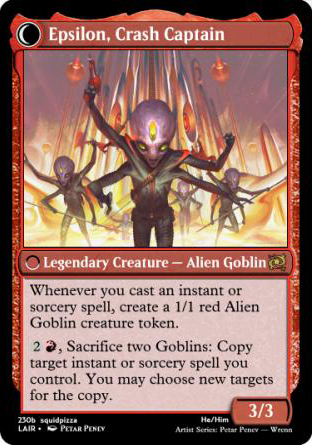 Epsilon, Crash Captain
Legendary Creature — Alien Goblin
Whenever you cast an instant or
sorcery spell, create a 1/1 red Alien
Goblin creature token.
2 R, Sacrifice two Goblins: Copy
target instant or sorcery spell you
control. You may choose new targets
for the copy.
3/3
230b squidpizza He/Him
LAIR • Petar Penev Artist Series: Petar Penev — Wrenn